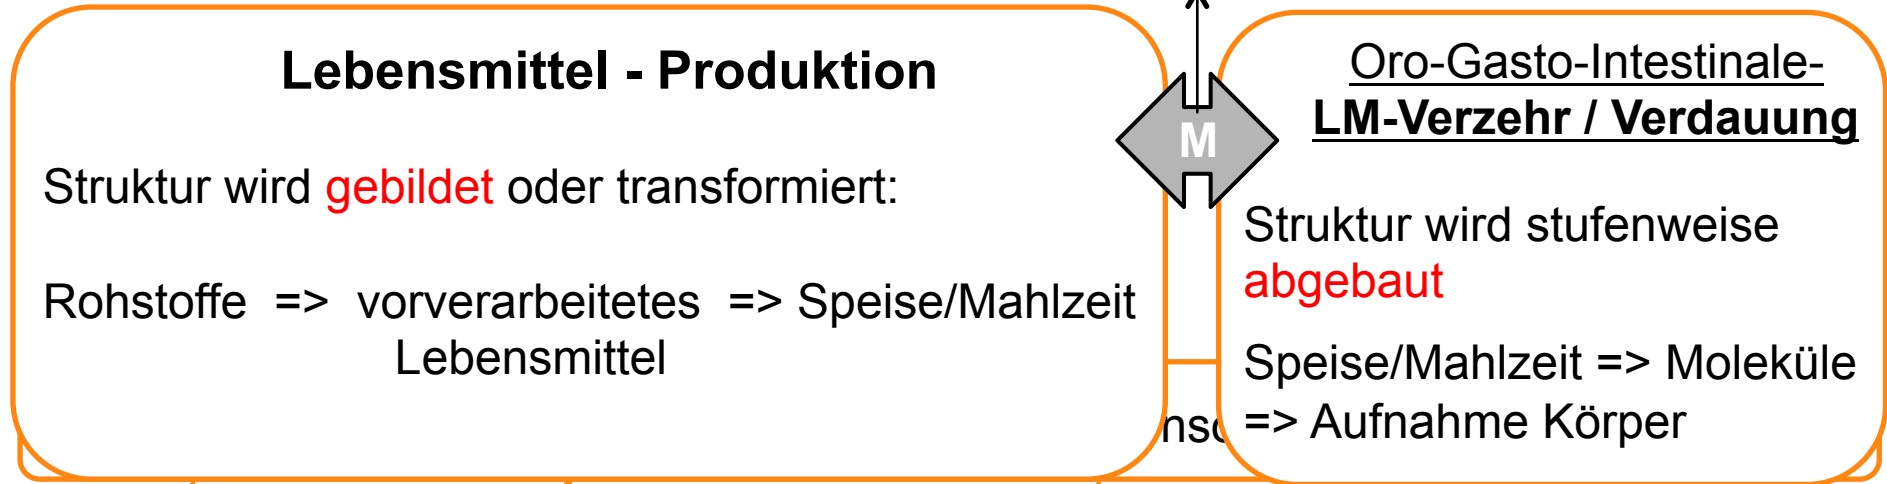 Lebensmittel - Produktion
Struktur wird gebildet oder transformiert:
Rohstoffe => vorverarbeitetes => Speise/Mahlzeit
Lebensmittel
M
Oro-Gasto-Intestinale-
LM-Verzehr / Verdauung
Struktur wird stufenweise
abgebaut
Speise/Mahlzeit => Moleküle
=> Aufnahme Körper